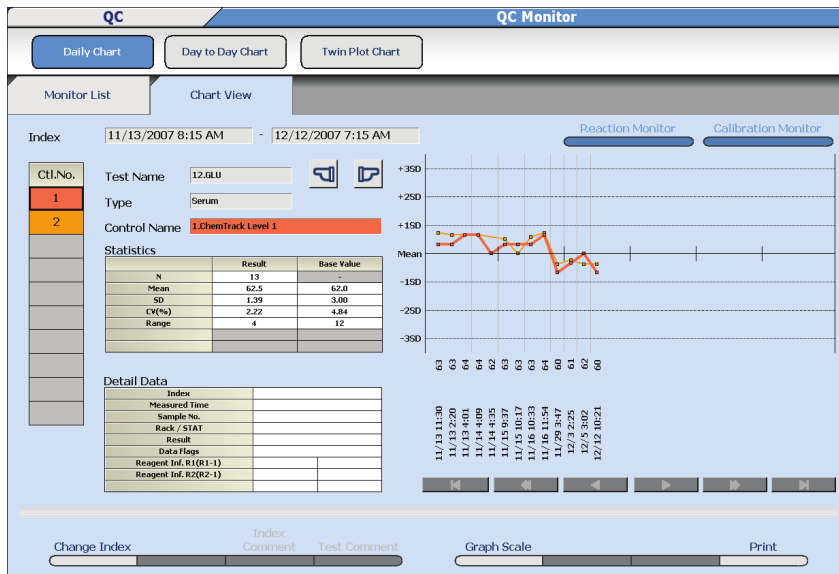 QC
QC Monitor
Daily Chart
Day to Day Chart
Twin Plot Chart
Monitor List
Chart View
Index
11/13/2007 8:15 AM - 12/12/2007 7:15 AM
Reaction Monitor
Calibration Monitor
Ctl.No.
1
2
Test Name 12.GLU
Type Serum
Control Name 1.ChemTrack Level 1
Statistics
Result Base Value
N 13 -
Mean 62.5 62.0
SD 1.39 3.00
CV(%) 2.22 4.84
Range 4 12
Detail Data
Index
Measured Time
Sample No.
Rack / STAT
Result
Data Flags
Reagent Inf. R1(R1-1)
Reagent Inf. R2(R2-1)
+3SD
+2SD
+1SD
Mean
-1SD
-2SD
-3SD
63 63 64 64 62 63 63 63 64 60 61 62 60
11/13 11:30
11/13 2:20
11/13 4:01
11/14 4:09
11/14 4:35
11/15 9:37
11/15 10:17
11/16 10:33
11/16 11:54
11/29 3:47
12/3 2:25
12/5 3:02
12/12 10:21
Change Index
Index
Comment
Test Comment
Graph Scale
Print